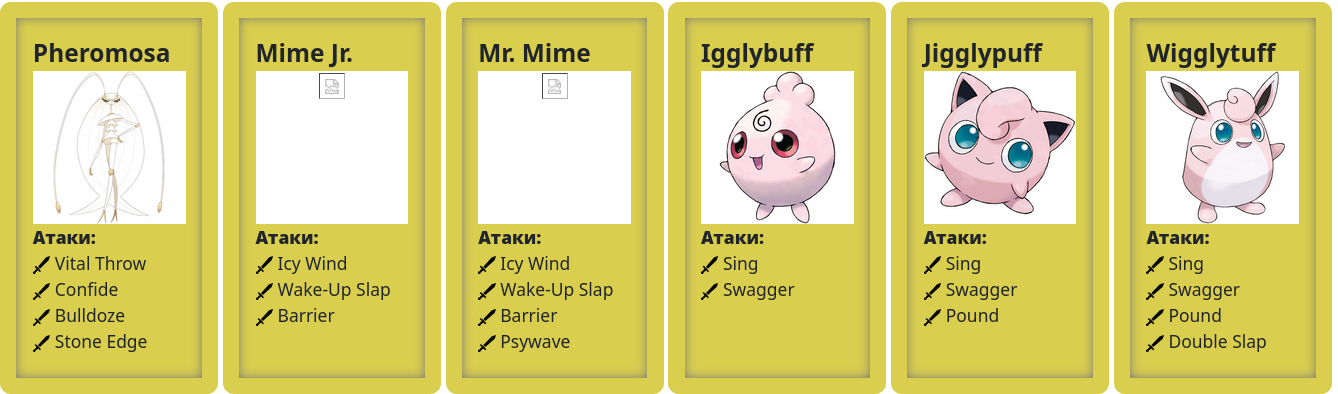 Pheromosa
Атаки:
Vital Throw
Confide
Bulldoze
Stone Edge
Mime Jr.
Атаки:
Icy Wind
Wake-Up Slap
Barrier
Mr. Mime
Атаки:
Icy Wind
Wake-Up Slap
Barrier
Psywave
Igglybuff
Атаки:
Sing
Swagger
Jigglypuff
Атаки:
Sing
Swagger
Pound
Wigglytuff
Атаки:
Sing
Swagger
Pound
Double Slap